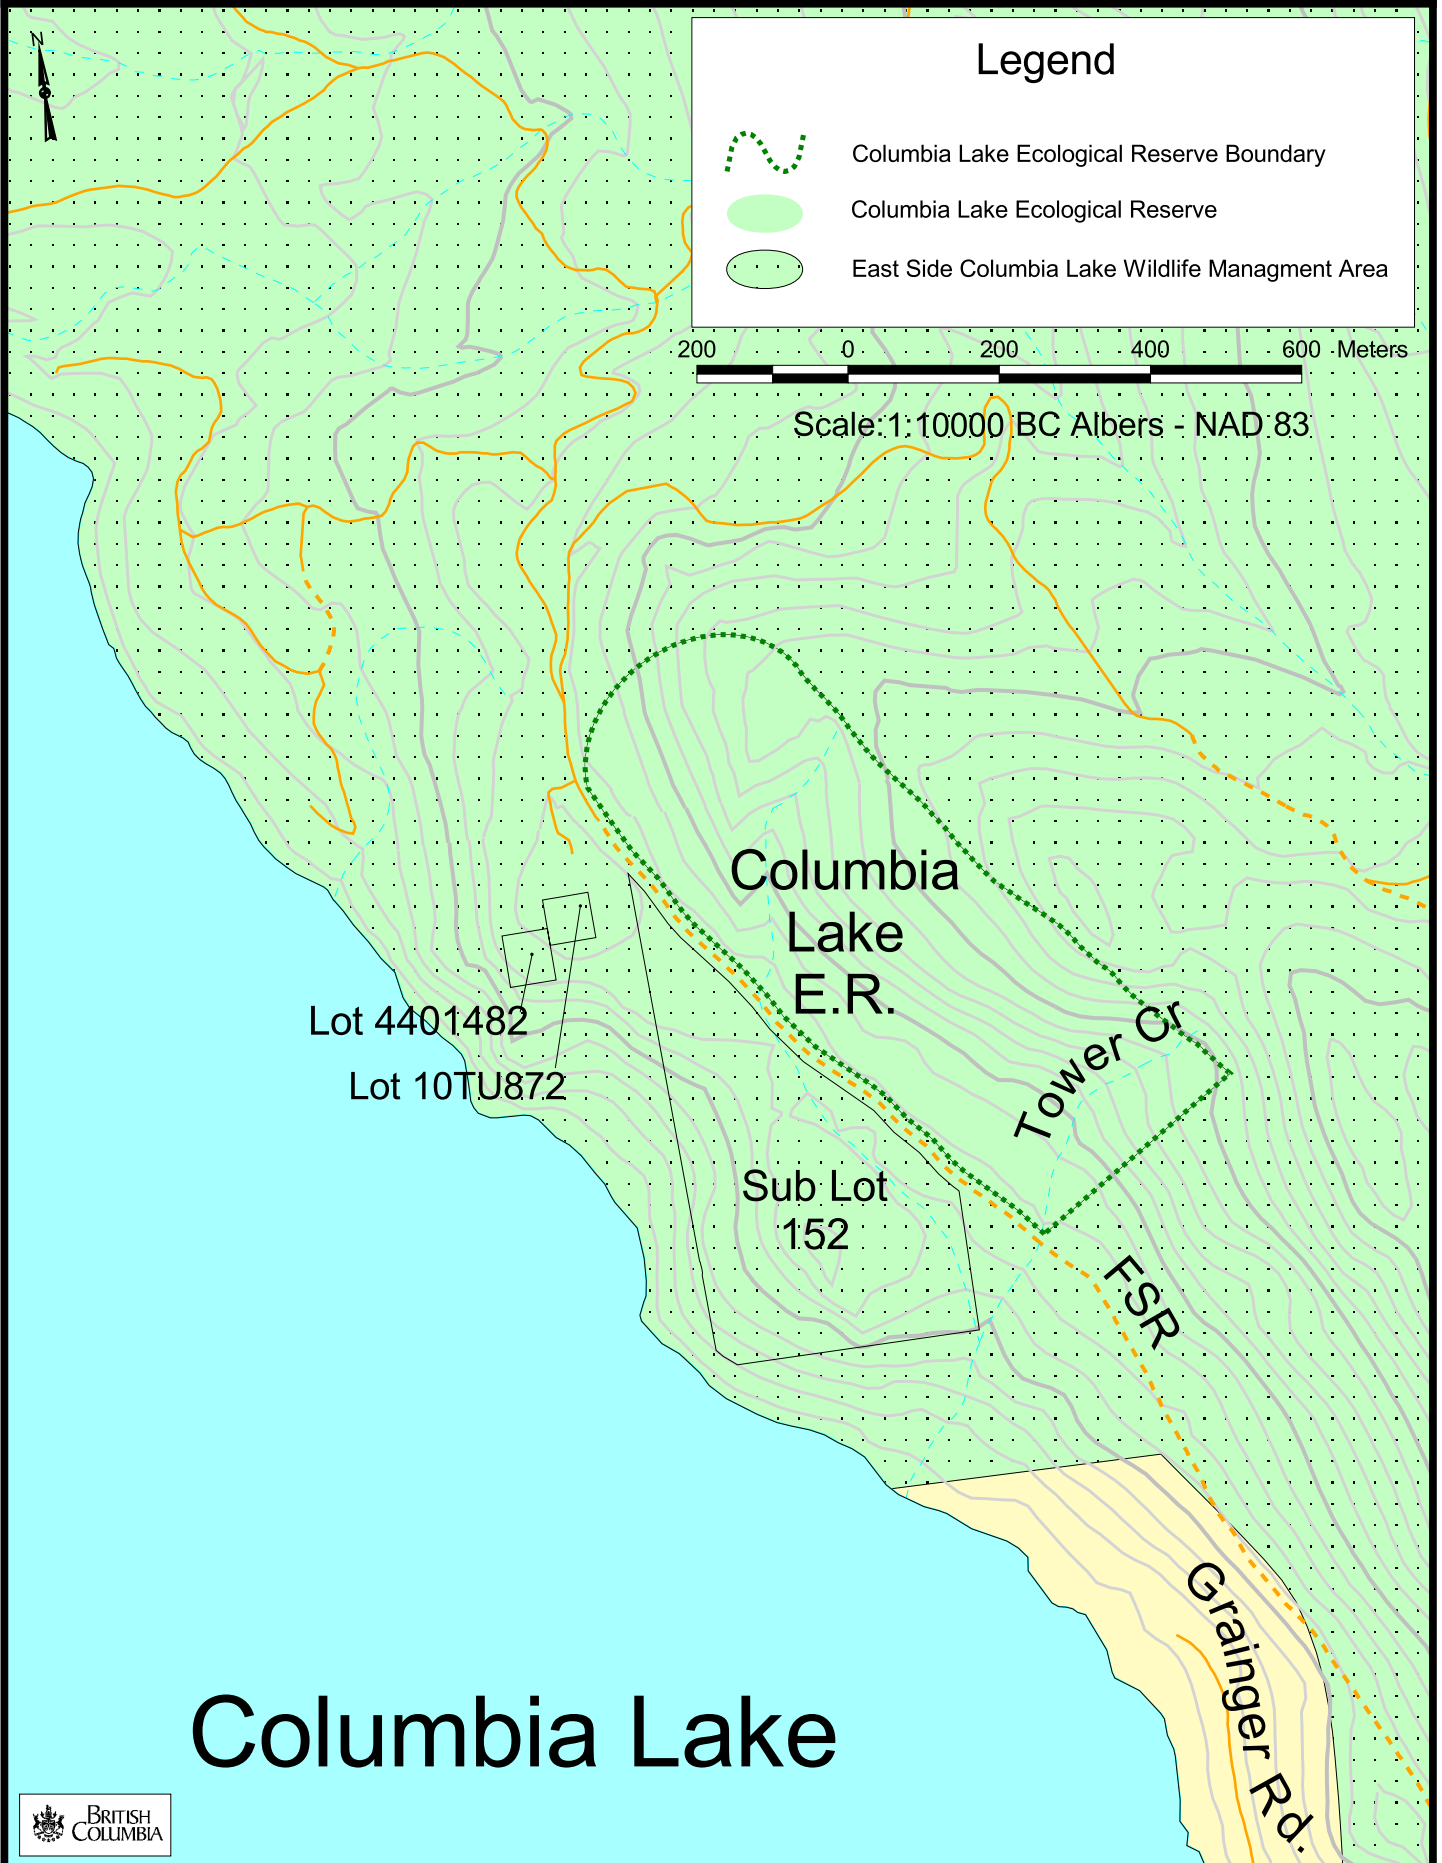 N
Legend
Columbia Lake Ecological Reserve Boundary
Columbia Lake Ecological Reserve
East Side Columbia Lake Wildlife Managment Area
200 0 200 400 600 Meters
Scale:1:10000 BC Albers - NAD 83
Columbia
Lake
E.R.
Tower Cr
Lot 4401482
Lot 10TU872
Sub Lot
152
FSR
Grainger Rd.
Columbia Lake
BRITISH
COLUMBIA